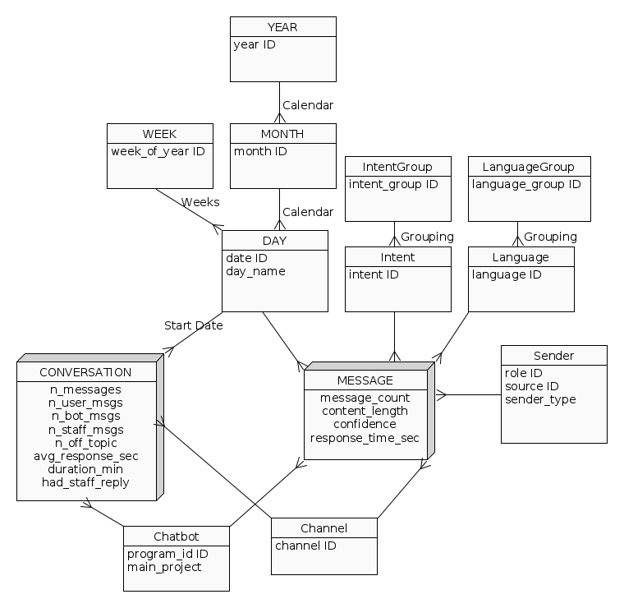 YEAR
year ID
Calendar
WEEK
week_of_year ID
MONTH
month ID
IntentGroup
intent_group ID
LanguageGroup
language_group ID
Weeks
Calendar
Grouping
Grouping
DAY
date ID
day_name
Intent
intent ID
Language
language ID
Start Date
CONVERSATION
n_messages
n_user_msgs
n_bot_msgs
n_staff_msgs
n_off_topic
avg_response_sec
duration_min
had_staff_reply
MESSAGE
message_count
content_length
confidence
response_time_sec
Sender
role ID
source ID
sender_type
Chatbot
program_id ID
main_project
Channel
channel ID